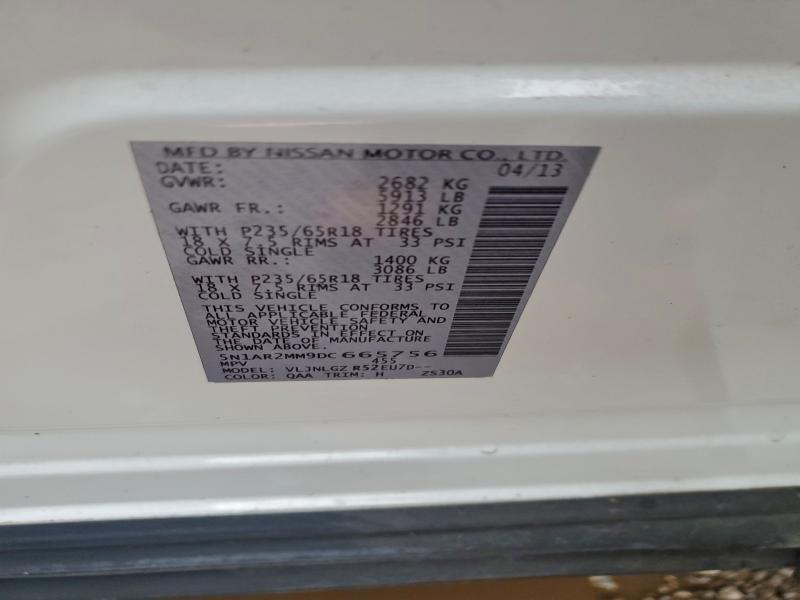 MFD BY NISSAN MOTOR CO., LTD.
DATE: 04/13
GVWR: 2682 KG
5913 LB
GAWR FR.: 1291 KG
2846 LB
WITH P235/65R18 TIRES
18 X 7.5 RIMS AT 33 PSI
COLD SINGLE
GAWR RR.: 1400 KG
3086 LB
WITH P235/65R18 TIRES
18 X 7.5 RIMS AT 33 PSI
COLD SINGLE
THIS VEHICLE CONFORMS TO
ALL APPLICABLE FEDERAL
MOTOR VEHICLE SAFETY AND
THEFT PREVENTION
STANDARDS IN EFFECT ON
THE DATE OF MANUFACTURE
SHOWN ABOVE.
5N1AR2MM9DC 665756
MPV 455
MODEL: VLJNLGZ R52EU7D--
COLOR: QAA TRIM: H ZS30A